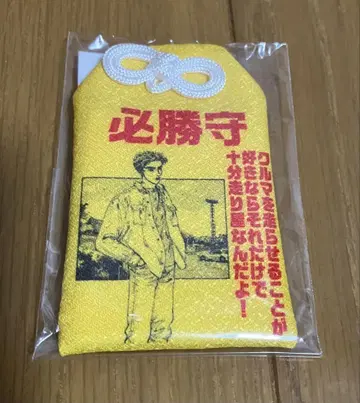 必勝守
クルマを走らせることが
好きならそれだけで
十分走り屋なんだよ！